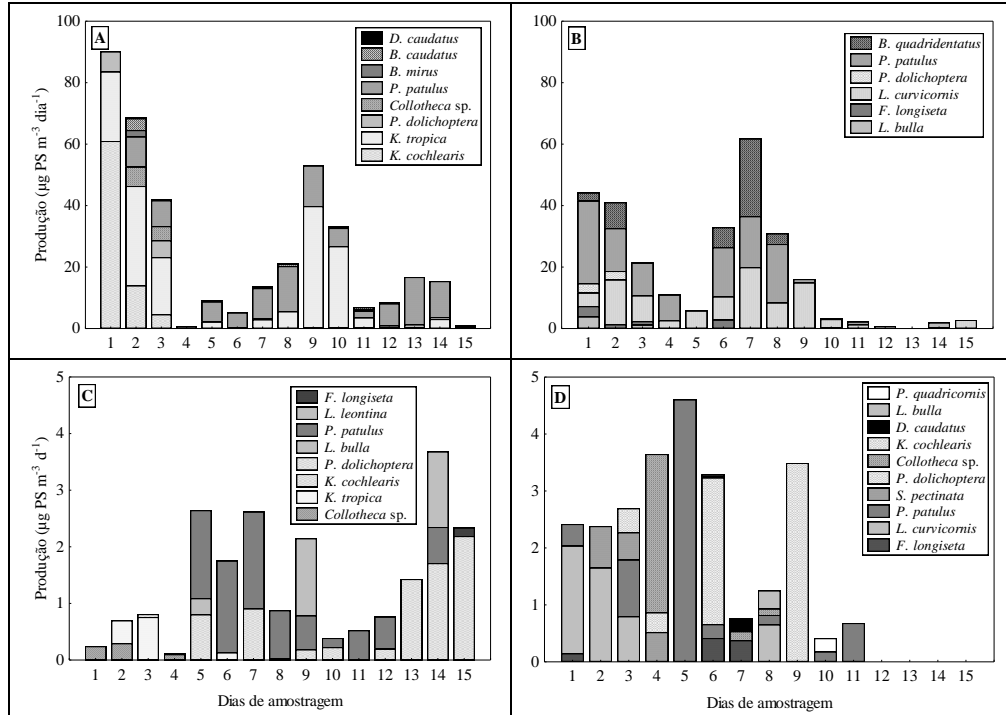 A
100
80
60
40
20
0
Produção (µg PS m⁻³ dia⁻¹)
D. caudatus
B. caudatus
B. mirus
P. patulus
Collotheca sp.
P. dolichoptera
K. tropica
K. cochlearis
1 2 3 4 5 6 7 8 9 10 11 12 13 14 15
B
100
80
60
40
20
0
B. quadridentatus
P. patulus
P. dolichoptera
L. curvicornis
F. longiseta
L. bulla
1 2 3 4 5 6 7 8 9 10 11 12 13 14 15
C
5
4
3
2
1
0
Produção (µg PS m⁻³ d⁻¹)
F. longiseta
L. leontina
P. patulus
L. bulla
P. dolichoptera
K. cochlearis
K. tropica
Collotheca sp.
1 2 3 4 5 6 7 8 9 10 11 12 13 14 15
Dias de amostragem
D
5
4
3
2
1
0
P. quadricornis
L. bulla
D. caudatus
K. cochlearis
Collotheca sp.
P. dolichoptera
S. pectinata
P. patulus
L. curvicornis
F. longiseta
1 2 3 4 5 6 7 8 9 10 11 12 13 14 15
Dias de amostragem